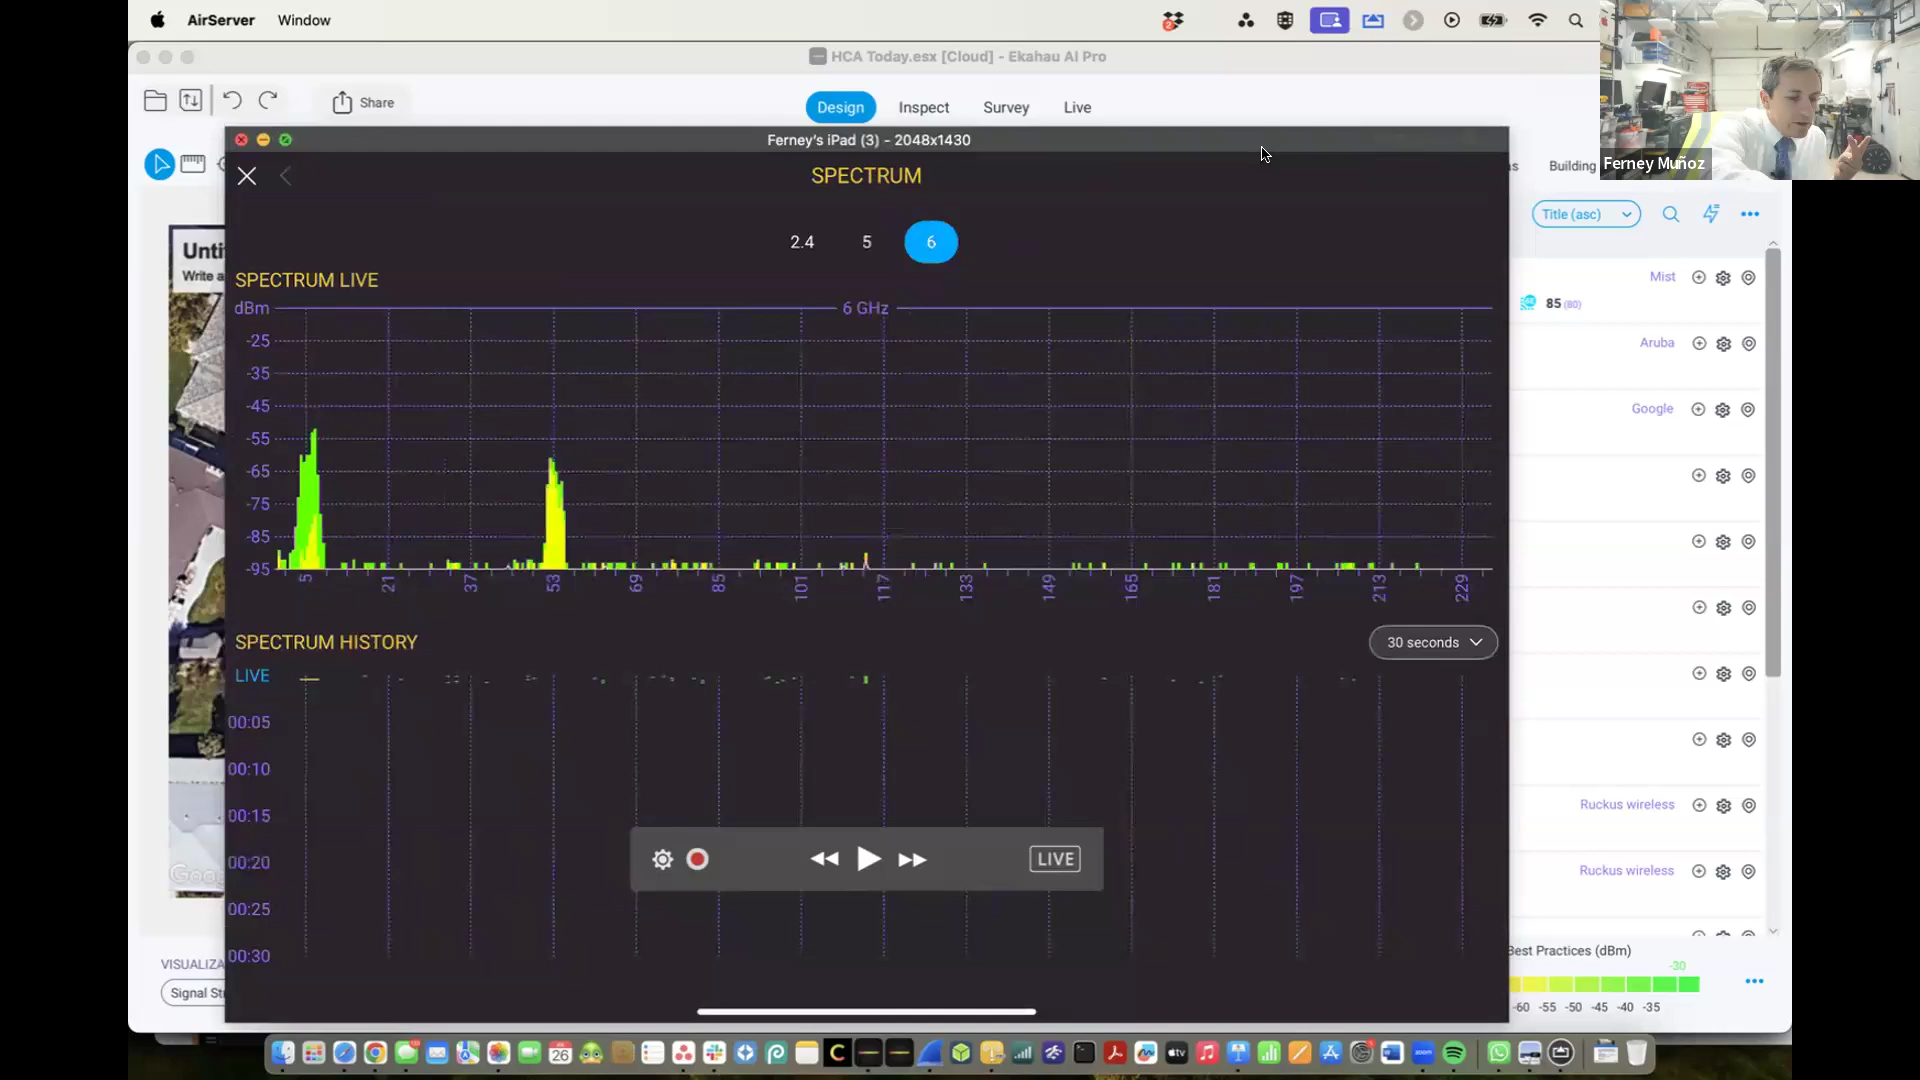 AirServer Window
HCA Today.esx [Cloud] - Ekahau AI Pro
Share
Design Inspect Survey Live
Ferney's iPad (3) - 2048x1430
Ferney Muñoz
Building
SPECTRUM
2.4 5 6
Title (asc)
SPECTRUM LIVE
dBm
6 GHz
-25
-35
-45
-55
-65
-75
-85
-95
5 21 37 53 69 85 101 117 133 149 165 181 197 213 229
SPECTRUM HISTORY
30 seconds
LIVE
00:05
00:10
00:15
00:20
00:25
00:30
LIVE
Mist
85 (80)
Aruba
Google
Ruckus wireless
Ruckus wireless
Best Practices (dBm)
-30
-60 -55 -50 -45 -40 -35
Write a
VISUALIZA
Signal St
26
zoom
tv